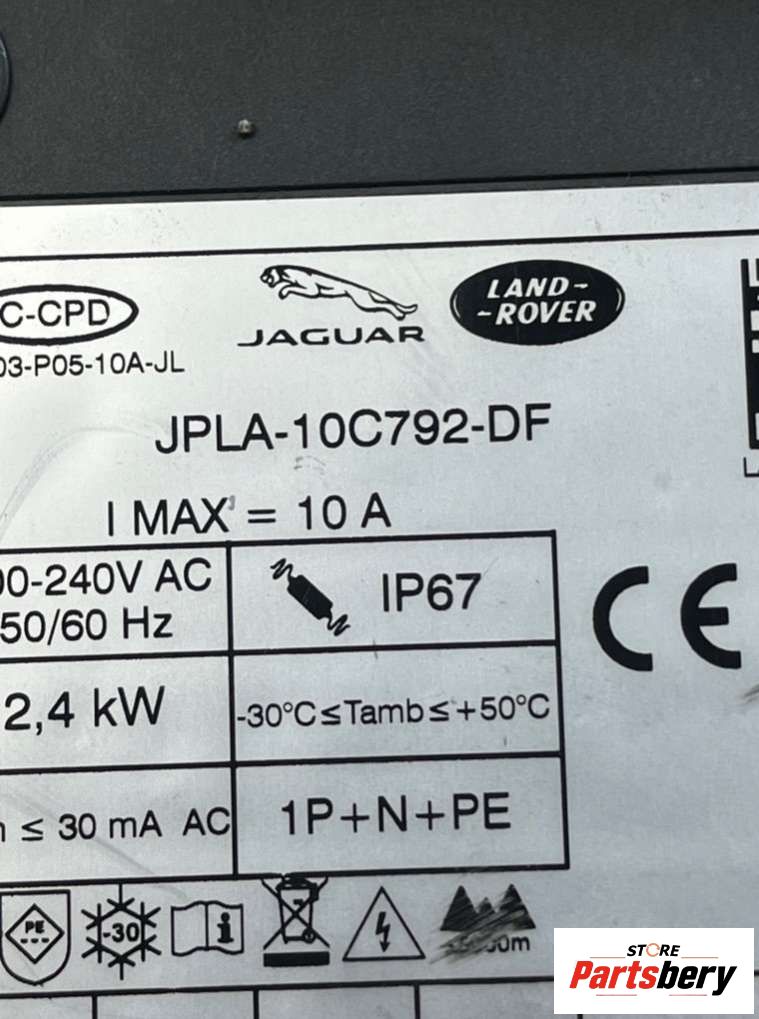 C-CPD
JAGUAR
LAND-
-ROVER
03-P05-10A-JL
JPLA-10C792-DF
I MAX = 10 A
00-240V AC
50/60 Hz
IP67
CE
2,4 kW
-30°C≤Tamb≤+50°C
≤ 30 mA AC
1P+N+PE
PE
-30
i
STORE
Partsbery